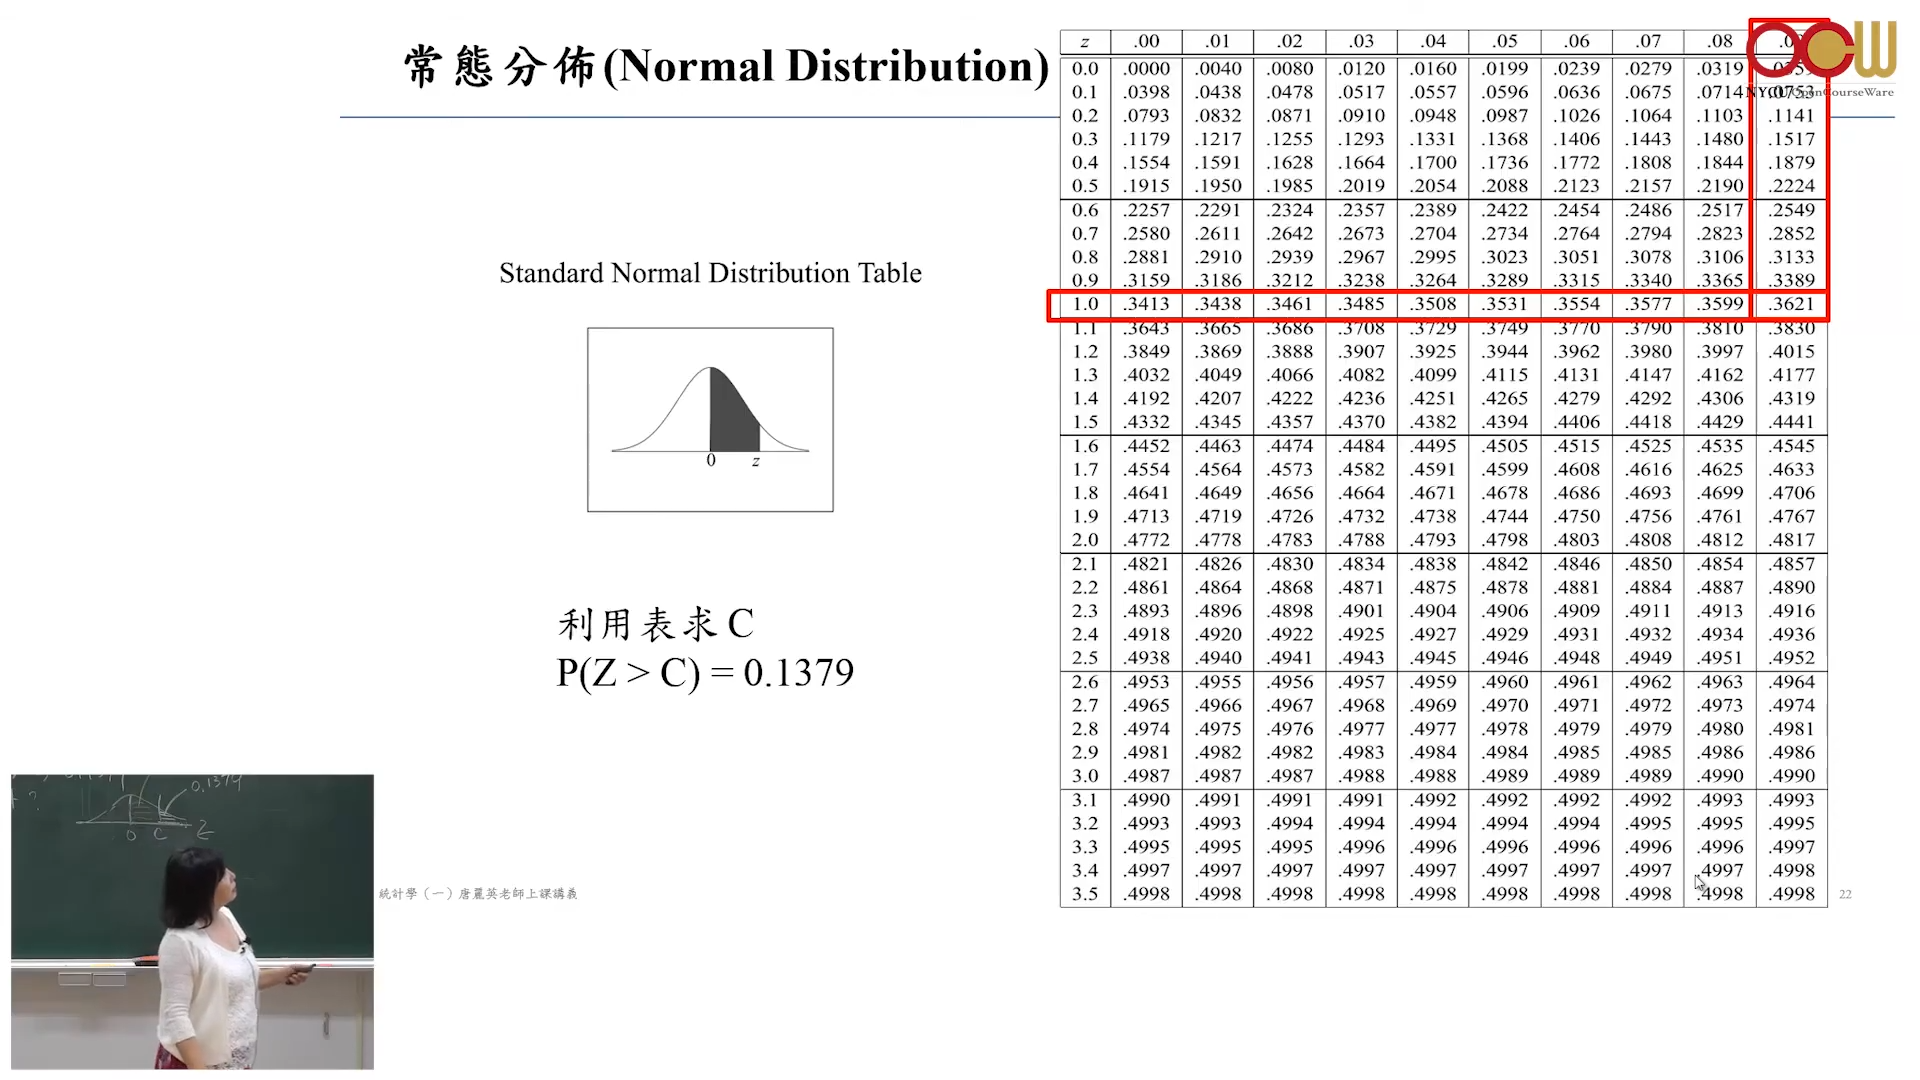 常態分佈(Normal Distribution)
Standard Normal Distribution Table
0 z
利用表求 C
P(Z > C) = 0.1379
z .00 .01 .02 .03 .04 .05 .06 .07 .08
0.0 .0000 .0040 .0080 .0120 .0160 .0199 .0239 .0279 .0319
0.1 .0398 .0438 .0478 .0517 .0557 .0596 .0636 .0675 .0714 .0753
0.2 .0793 .0832 .0871 .0910 .0948 .0987 .1026 .1064 .1103 .1141
0.3 .1179 .1217 .1255 .1293 .1331 .1368 .1406 .1443 .1480 .1517
0.4 .1554 .1591 .1628 .1664 .1700 .1736 .1772 .1808 .1844 .1879
0.5 .1915 .1950 .1985 .2019 .2054 .2088 .2123 .2157 .2190 .2224
0.6 .2257 .2291 .2324 .2357 .2389 .2422 .2454 .2486 .2517 .2549
0.7 .2580 .2611 .2642 .2673 .2704 .2734 .2764 .2794 .2823 .2852
0.8 .2881 .2910 .2939 .2967 .2995 .3023 .3051 .3078 .3106 .3133
0.9 .3159 .3186 .3212 .3238 .3264 .3289 .3315 .3340 .3365 .3389
1.0 .3413 .3438 .3461 .3485 .3508 .3531 .3554 .3577 .3599 .3621
1.1 .3643 .3665 .3686 .3708 .3729 .3749 .3770 .3790 .3810 .3830
1.2 .3849 .3869 .3888 .3907 .3925 .3944 .3962 .3980 .3997 .4015
1.3 .4032 .4049 .4066 .4082 .4099 .4115 .4131 .4147 .4162 .4177
1.4 .4192 .4207 .4222 .4236 .4251 .4265 .4279 .4292 .4306 .4319
1.5 .4332 .4345 .4357 .4370 .4382 .4394 .4406 .4418 .4429 .4441
1.6 .4452 .4463 .4474 .4484 .4495 .4505 .4515 .4525 .4535 .4545
1.7 .4554 .4564 .4573 .4582 .4591 .4599 .4608 .4616 .4625 .4633
1.8 .4641 .4649 .4656 .4664 .4671 .4678 .4686 .4693 .4699 .4706
1.9 .4713 .4719 .4726 .4732 .4738 .4744 .4750 .4756 .4761 .4767
2.0 .4772 .4778 .4783 .4788 .4793 .4798 .4803 .4808 .4812 .4817
2.1 .4821 .4826 .4830 .4834 .4838 .4842 .4846 .4850 .4854 .4857
2.2 .4861 .4864 .4868 .4871 .4875 .4878 .4881 .4884 .4887 .4890
2.3 .4893 .4896 .4898 .4901 .4904 .4906 .4909 .4911 .4913 .4916
2.4 .4918 .4920 .4922 .4925 .4927 .4929 .4931 .4932 .4934 .4936
2.5 .4938 .4940 .4941 .4943 .4945 .4946 .4948 .4949 .4951 .4952
2.6 .4953 .4955 .4956 .4957 .4959 .4960 .4961 .4962 .4963 .4964
2.7 .4965 .4966 .4967 .4968 .4969 .4970 .4971 .4972 .4973 .4974
2.8 .4974 .4975 .4976 .4977 .4977 .4978 .4979 .4979 .4980 .4981
2.9 .4981 .4982 .4982 .4983 .4984 .4984 .4985 .4985 .4986 .4986
3.0 .4987 .4987 .4987 .4988 .4988 .4989 .4989 .4989 .4990 .4990
3.1 .4990 .4991 .4991 .4991 .4992 .4992 .4992 .4992 .4993 .4993
3.2 .4993 .4993 .4994 .4994 .4994 .4994 .4994 .4995 .4995 .4995
3.3 .4995 .4995 .4995 .4996 .4996 .4996 .4996 .4996 .4996 .4997
3.4 .4997 .4997 .4997 .4997 .4997 .4997 .4997 .4997 .4997 .4998
3.5 .4998 .4998 .4998 .4998 .4998 .4998 .4998 .4998 .4998 .4998
OCW
OpenCourseWare
0.1379
0 C Z
統計學（一）唐麗英老師上課講義
22